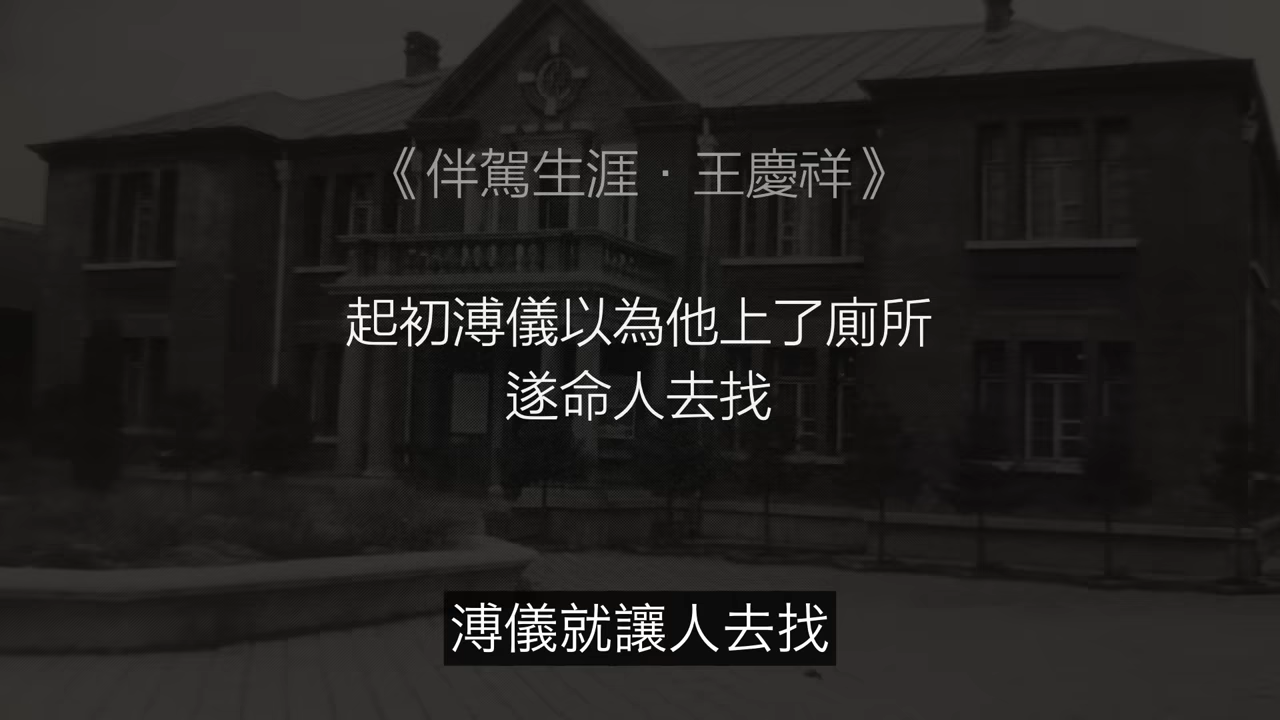 《伴駕生涯·王慶祥》
起初溥儀以為他上了廁所
遂命人去找
溥儀就讓人去找